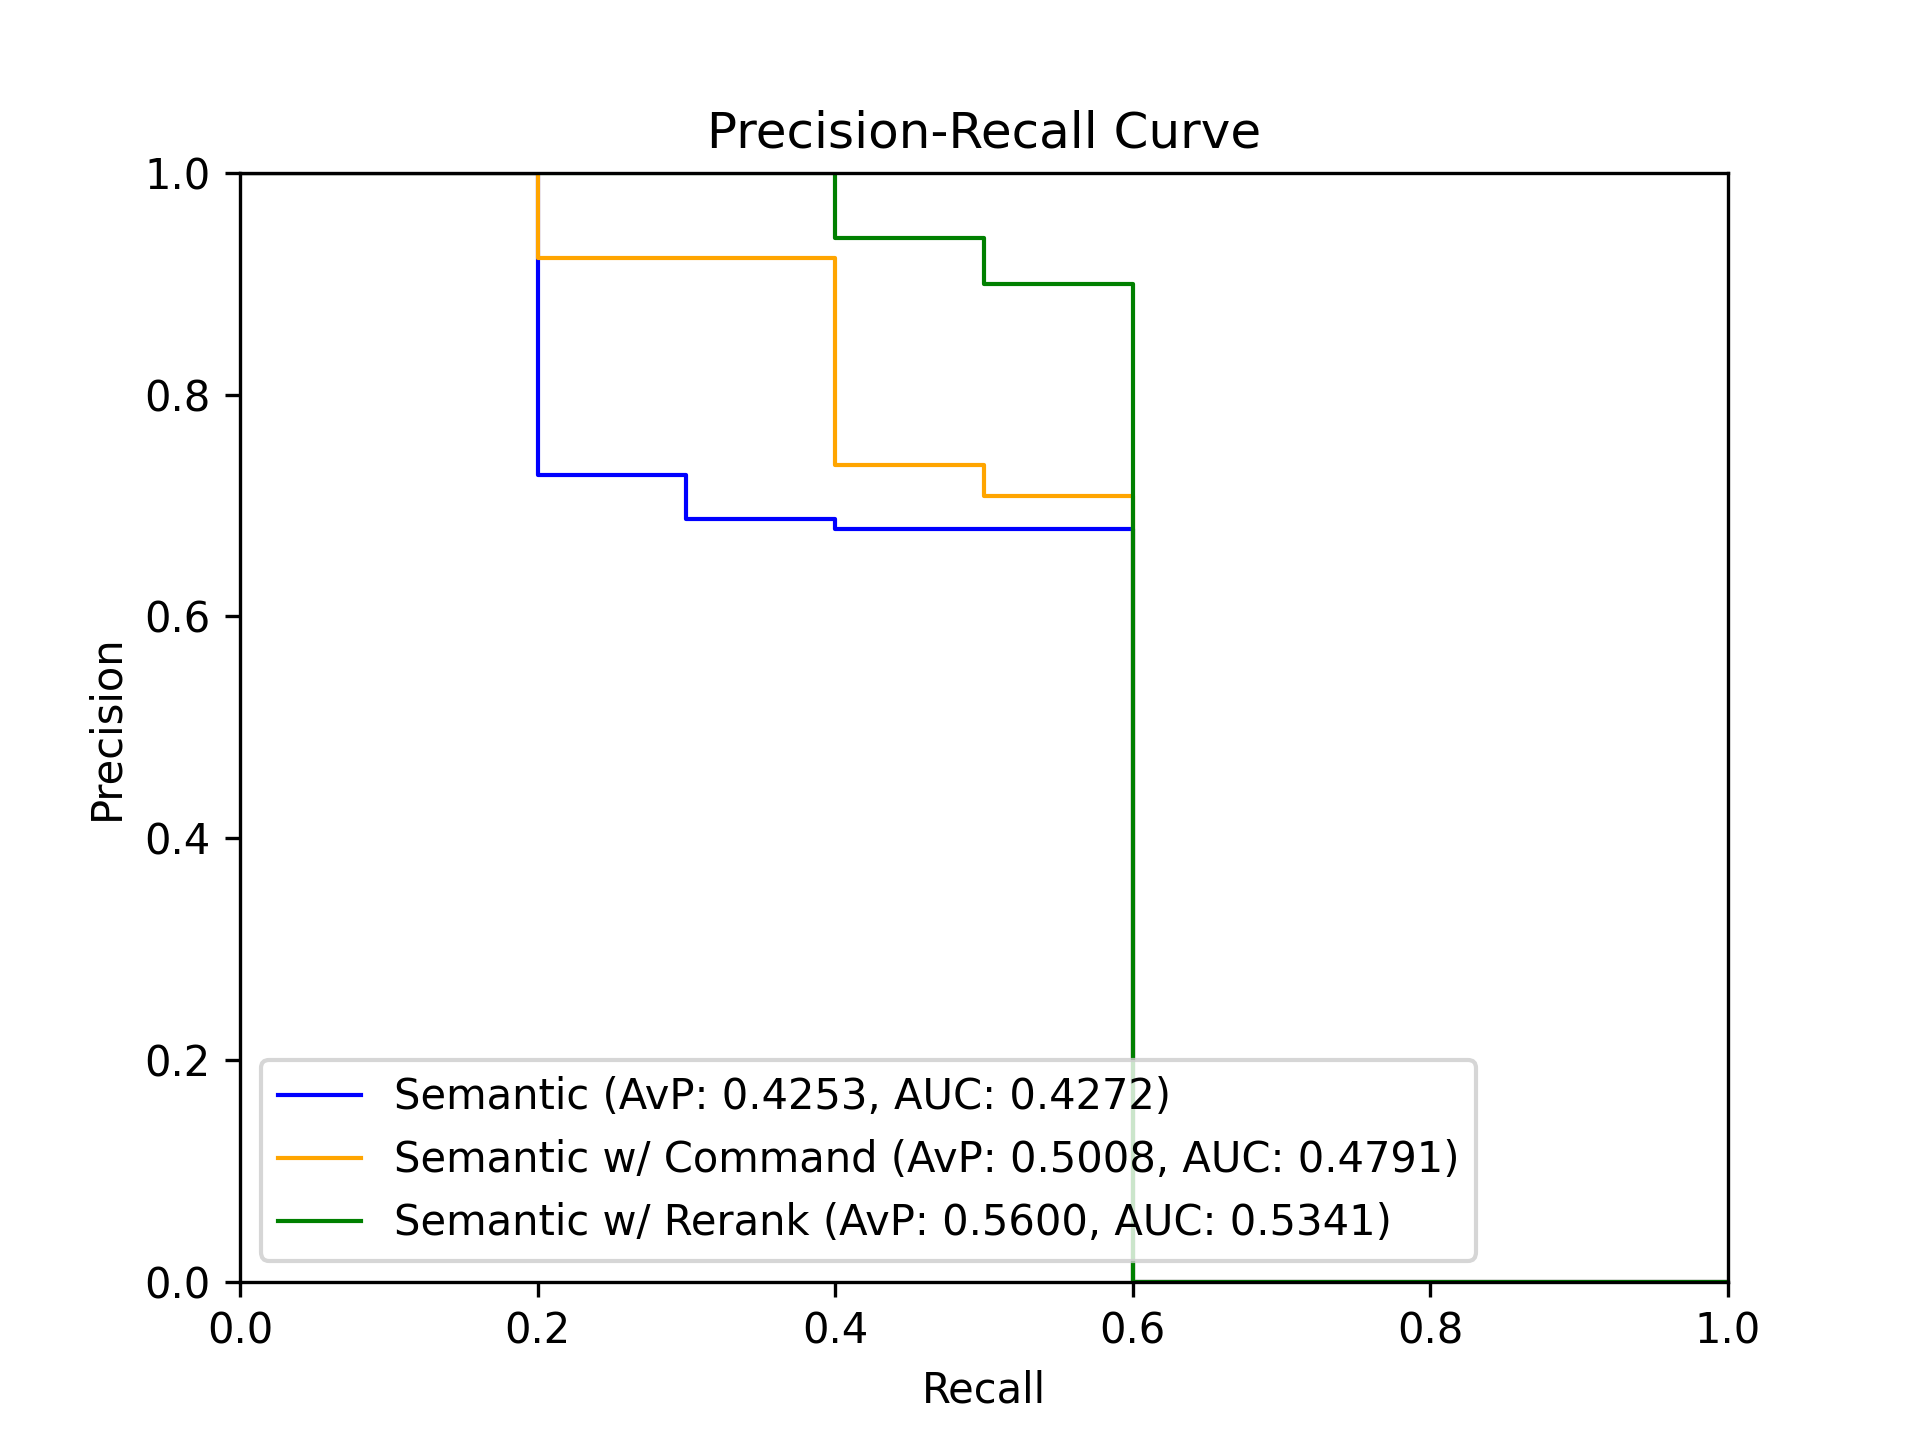 Precision-Recall Curve
1.0
0.8
0.6
0.4
0.2
0.0
Precision
Semantic (AvP: 0.4253, AUC: 0.4272)
Semantic w/ Command (AvP: 0.5008, AUC: 0.4791)
Semantic w/ Rerank (AvP: 0.5600, AUC: 0.5341)
0.0 0.2 0.4 0.6 0.8 1.0
Recall